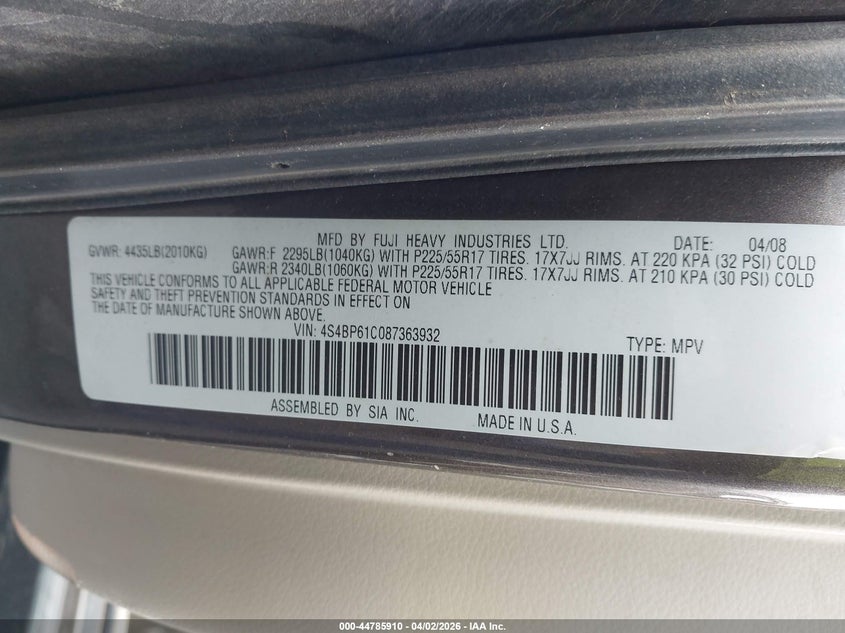 MFD BY FUJI HEAVY INDUSTRIES LTD. DATE: 04/08
GVWR: 4435LB(2010KG) GAWR:F 2295LB(1040KG) WITH P225/55R17 TIRES. 17X7JJ RIMS. AT 220 KPA (32 PSI) COLD
GAWR:R 2340LB(1060KG) WITH P225/55R17 TIRES. 17X7JJ RIMS. AT 210 KPA (30 PSI) COLD
THIS VEHICLE CONFORMS TO ALL APPLICABLE FEDERAL MOTOR VEHICLE
SAFETY AND THEFT PREVENTION STANDARDS IN EFFECT ON
THE DATE OF MANUFACTURE SHOWN ABOVE.
VIN: 4S4BP61C087363932 TYPE: MPV
ASSEMBLED BY SIA INC. MADE IN U.S.A.
000-44785910 - 04/02/2026 - IAA Inc.